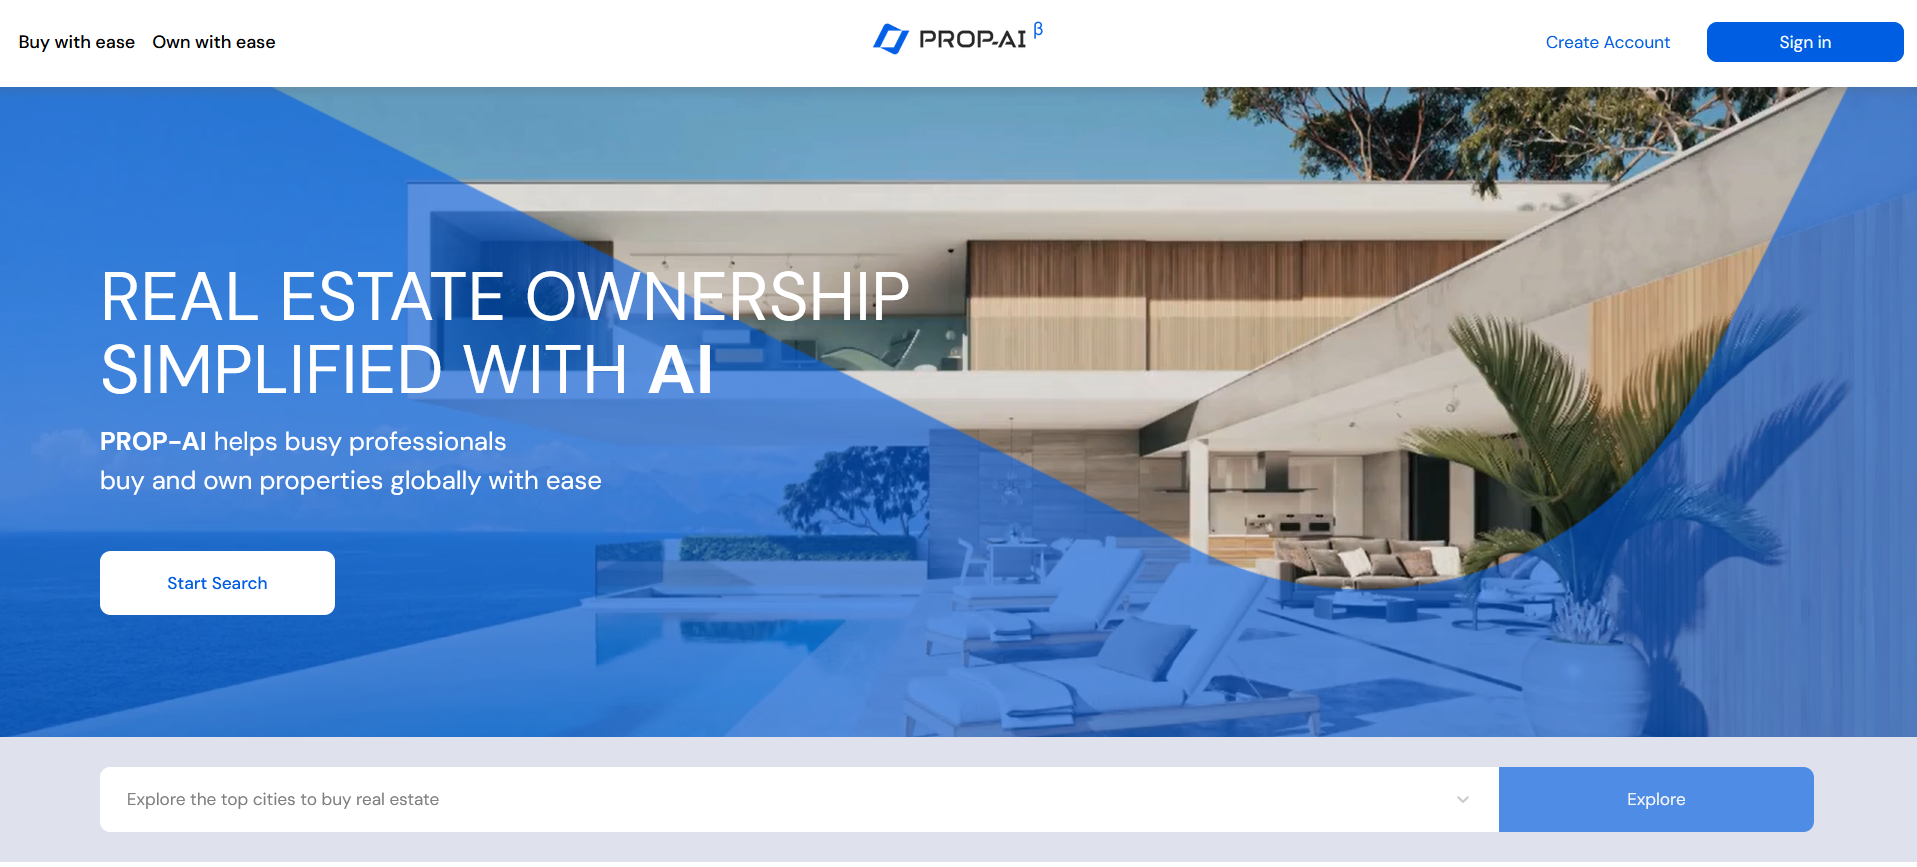 Buy with ease
Own with ease
PROP-AI β
Create Account
Sign in
REAL ESTATE OWNERSHIP
SIMPLIFIED WITH AI
PROP-AI helps busy professionals
buy and own properties globally with ease
Start Search
Explore the top cities to buy real estate
Explore